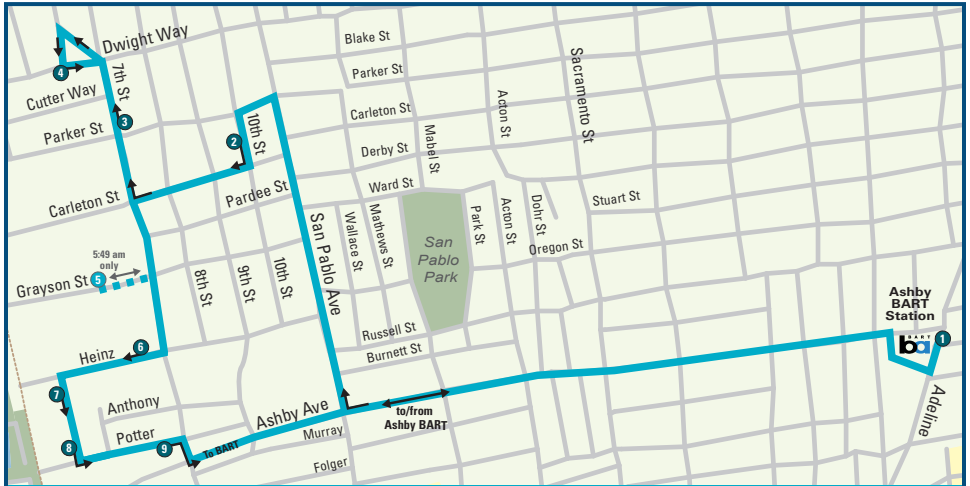 Dwight Way
7th St
4
Cutter Way
3
Parker St
2
10th St
Carleton St
Pardee St
5:49 am
only
5
Grayson St
8th St
9th St
10th St
San Pablo Ave
6
Heinz
7
Anthony
8
Potter
9
To BART
Ashby Ave
Murray
Folger
to/from
Ashby BART
Blake St
Parker St
Carleton St
Derby St
Ward St
Mabel St
Acton St
Sacramento St
Wallace St
Mathews St
San
Pablo
Park
Park St
Acton St
Dohr St
Stuart St
Oregon St
Russell St
Burnett St
Ashby
BART
Station
BART
ba
1
Adeline